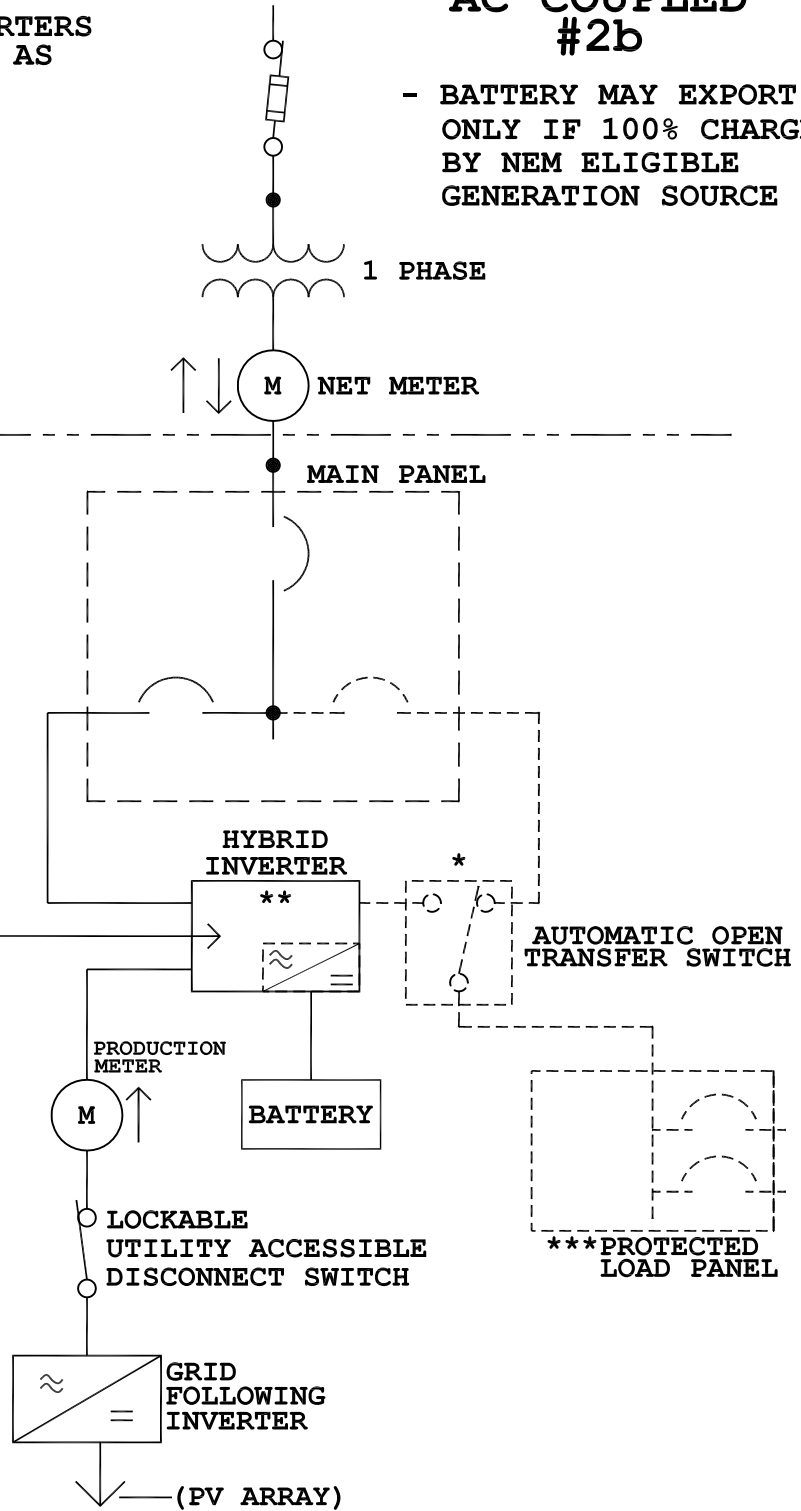 RTERS
AS
AC COUPLED
#2b
- BATTERY MAY EXPORT
ONLY IF 100% CHARG
BY NEM ELIGIBLE
GENERATION SOURCE
1 PHASE
M
NET METER
MAIN PANEL
HYBRID
INVERTER
**
*
AUTOMATIC OPEN
TRANSFER SWITCH
PRODUCTION
METER
M
BATTERY
LOCKABLE
UTILITY ACCESSIBLE
DISCONNECT SWITCH
***PROTECTED
LOAD PANEL
GRID
FOLLOWING
INVERTER
(PV ARRAY)